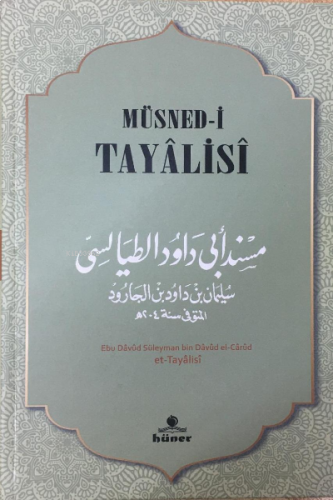 MÜSNED-İ
TAYÂLİSÎ
مسند أبي داود الطيالسي
سليمان بن داود بن الجارود
المتوفى سنة ٢٠٤هـ
Ebu Dâvûd Süleyman bin Dâvûd el-Cârûd
et-Tayâlisî
hüner